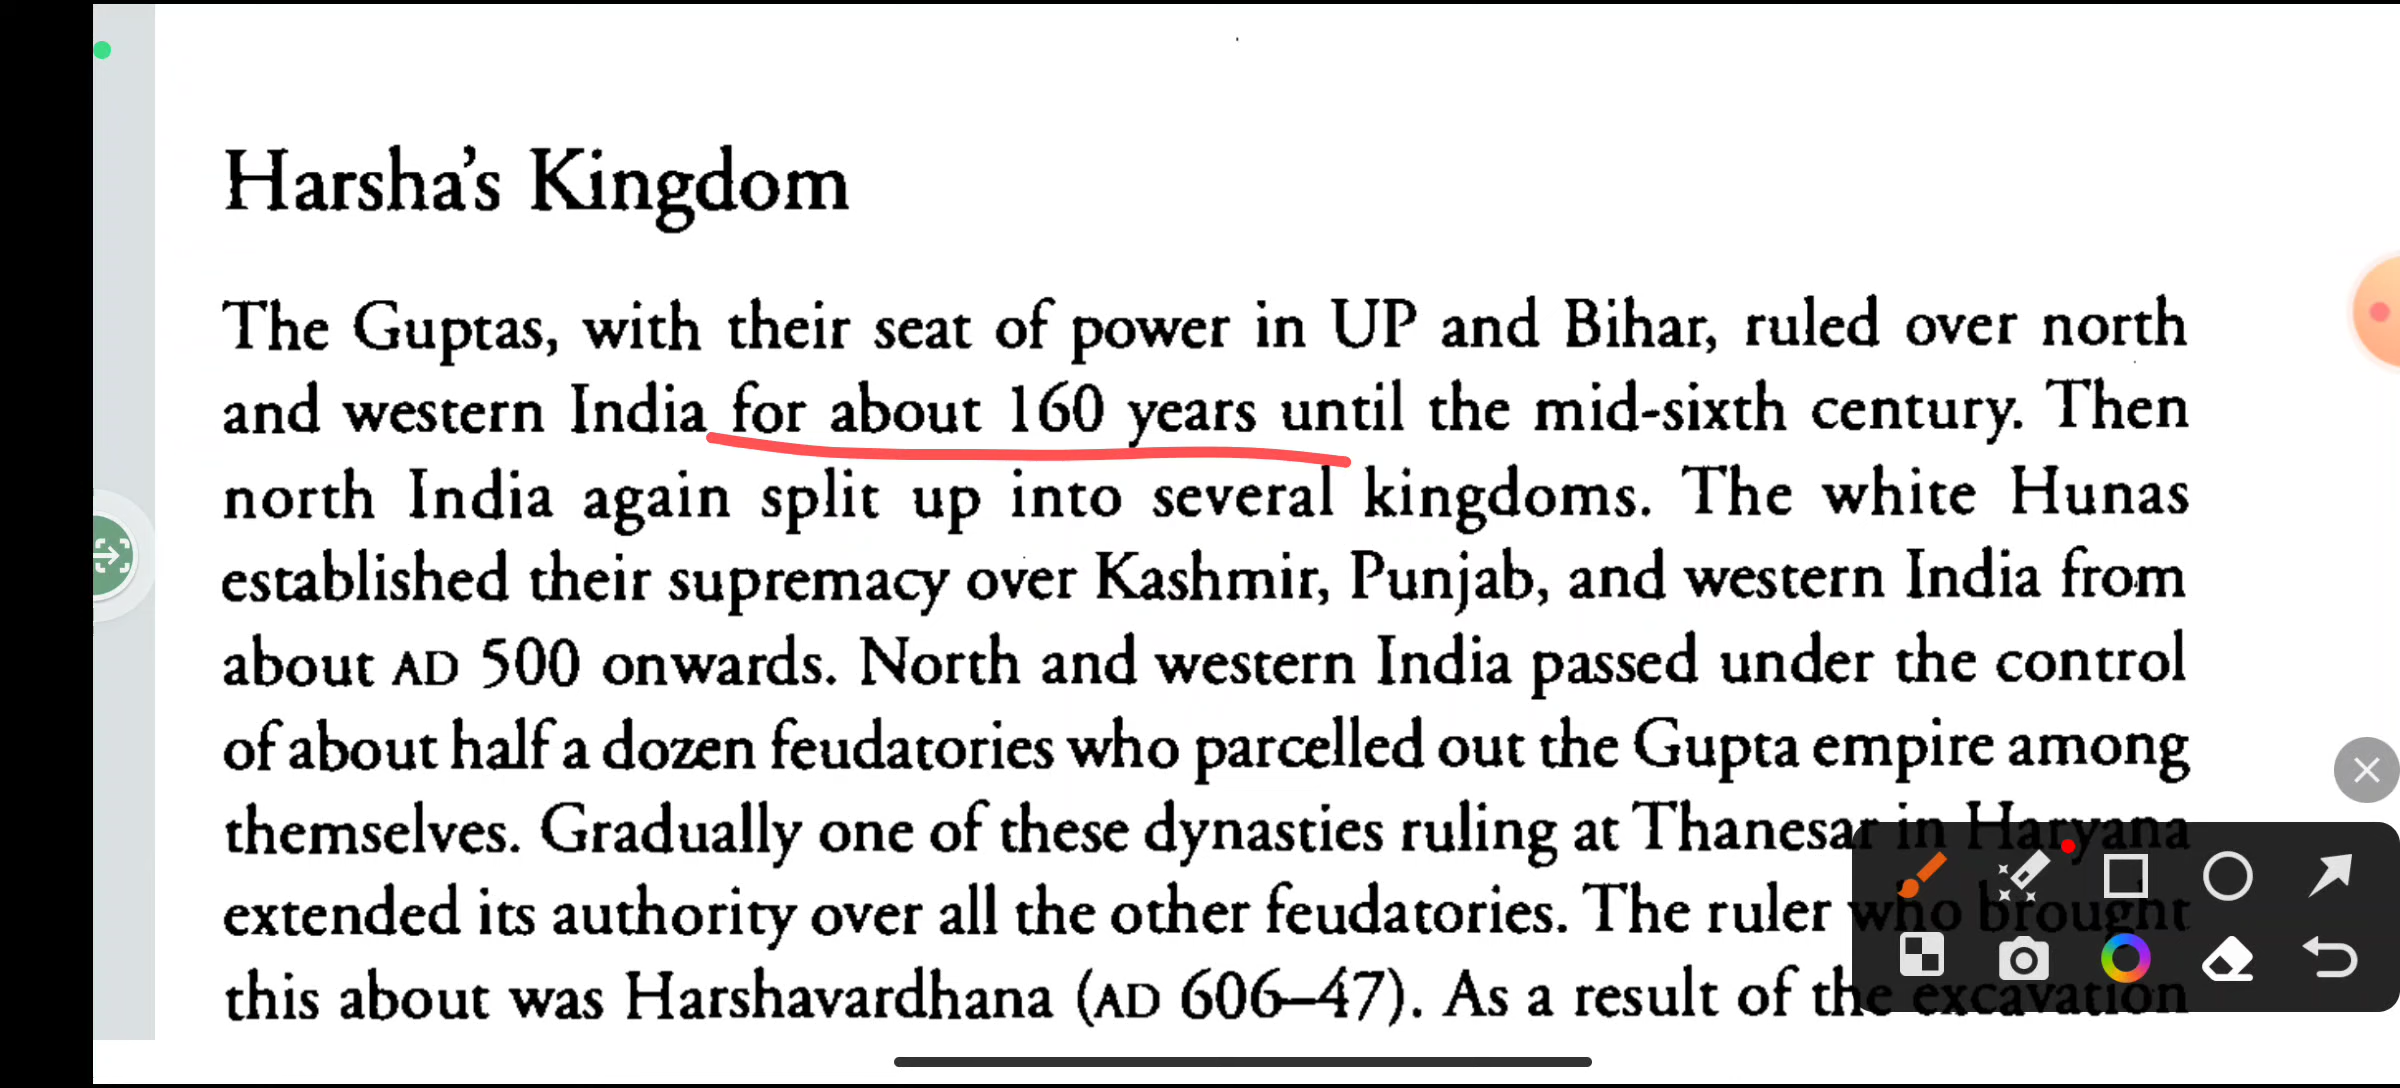 Harsha's Kingdom
The Guptas, with their seat of power in UP and Bihar, ruled over north
and western India for about 160 years until the mid-sixth century. Then
north India again split up into several kingdoms. The white Hunas
established their supremacy over Kashmir, Punjab, and western India from
about AD 500 onwards. North and western India passed under the control
of about half a dozen feudatories who parcelled out the Gupta empire among
themselves. Gradually one of these dynasties ruling at Thanesar in Haryana
extended its authority over all the other feudatories. The ruler who brought
this about was Harshavardhana (AD 606–47). As a result of the excavation